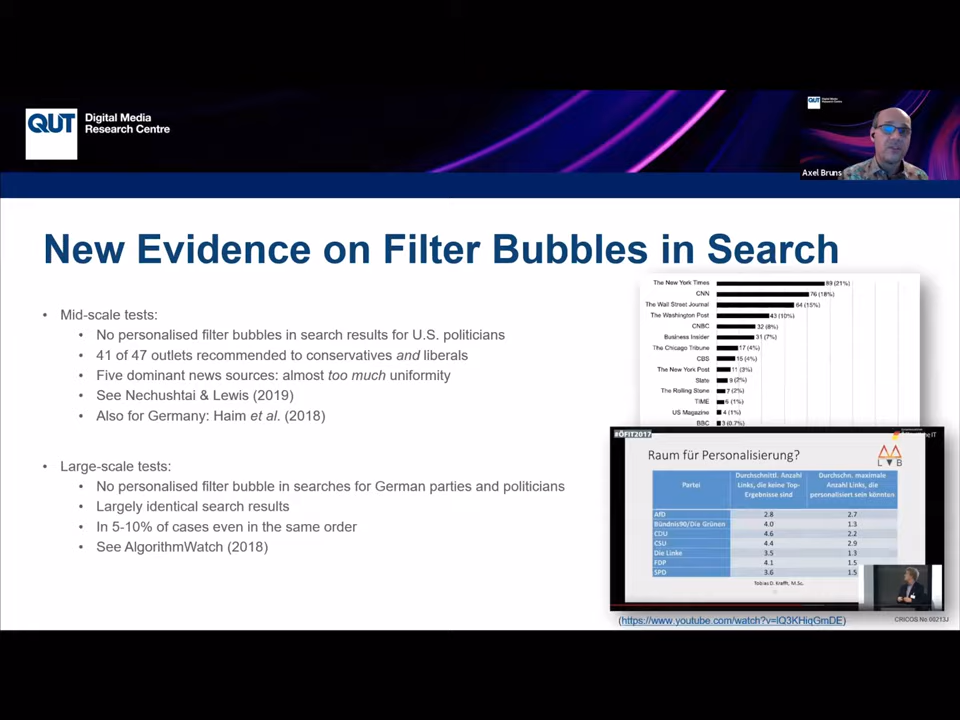 QUT
Digital Media
Research Centre
QUT
Axel Bruns
New Evidence on Filter Bubbles in Search
• Mid-scale tests:
• No personalised filter bubbles in search results for U.S. politicians
• 41 of 47 outlets recommended to conservatives and liberals
• Five dominant news sources: almost too much uniformity
• See Nechushtai & Lewis (2019)
• Also for Germany: Haim et al. (2018)
• Large-scale tests:
• No personalised filter bubble in searches for German parties and politicians
• Largely identical search results
• In 5-10% of cases even in the same order
• See AlgorithmWatch (2018)
The New York Times 89 (21%)
CNN 76 (18%)
The Wall Street Journal 64 (15%)
The Washington Post 43 (10%)
CNBC 32 (8%)
Business Insider 31 (7%)
The Chicago Tribune 17 (4%)
CBS 15 (4%)
The New York Post 11 (3%)
Slate 9 (2%)
The Rolling Stone 7 (2%)
TIME 6 (1%)
US Magazine 4 (1%)
BBC 3 (0.7%)
#ÖFIT2017
Raum für Personalisierung?
Partei
Durchschnittl. Anzahl Links, die keine Top-Ergebnisse sind
Durchschn. maximale Anzahl Links, die personalisiert sein könnten
AfD 2.8 2.7
Bündnis90/Die Grünen 4.0 1.3
CDU 4.6 2.2
CSU 4.4 2.9
Die Linke 3.5 1.3
FDP 4.1 1.5
SPD 3.6 1.5
Tobias D. Krafft, M.Sc.
(https://www.youtube.com/watch?v=lQ3KHiqGmDE)
CRICOS No 00213J